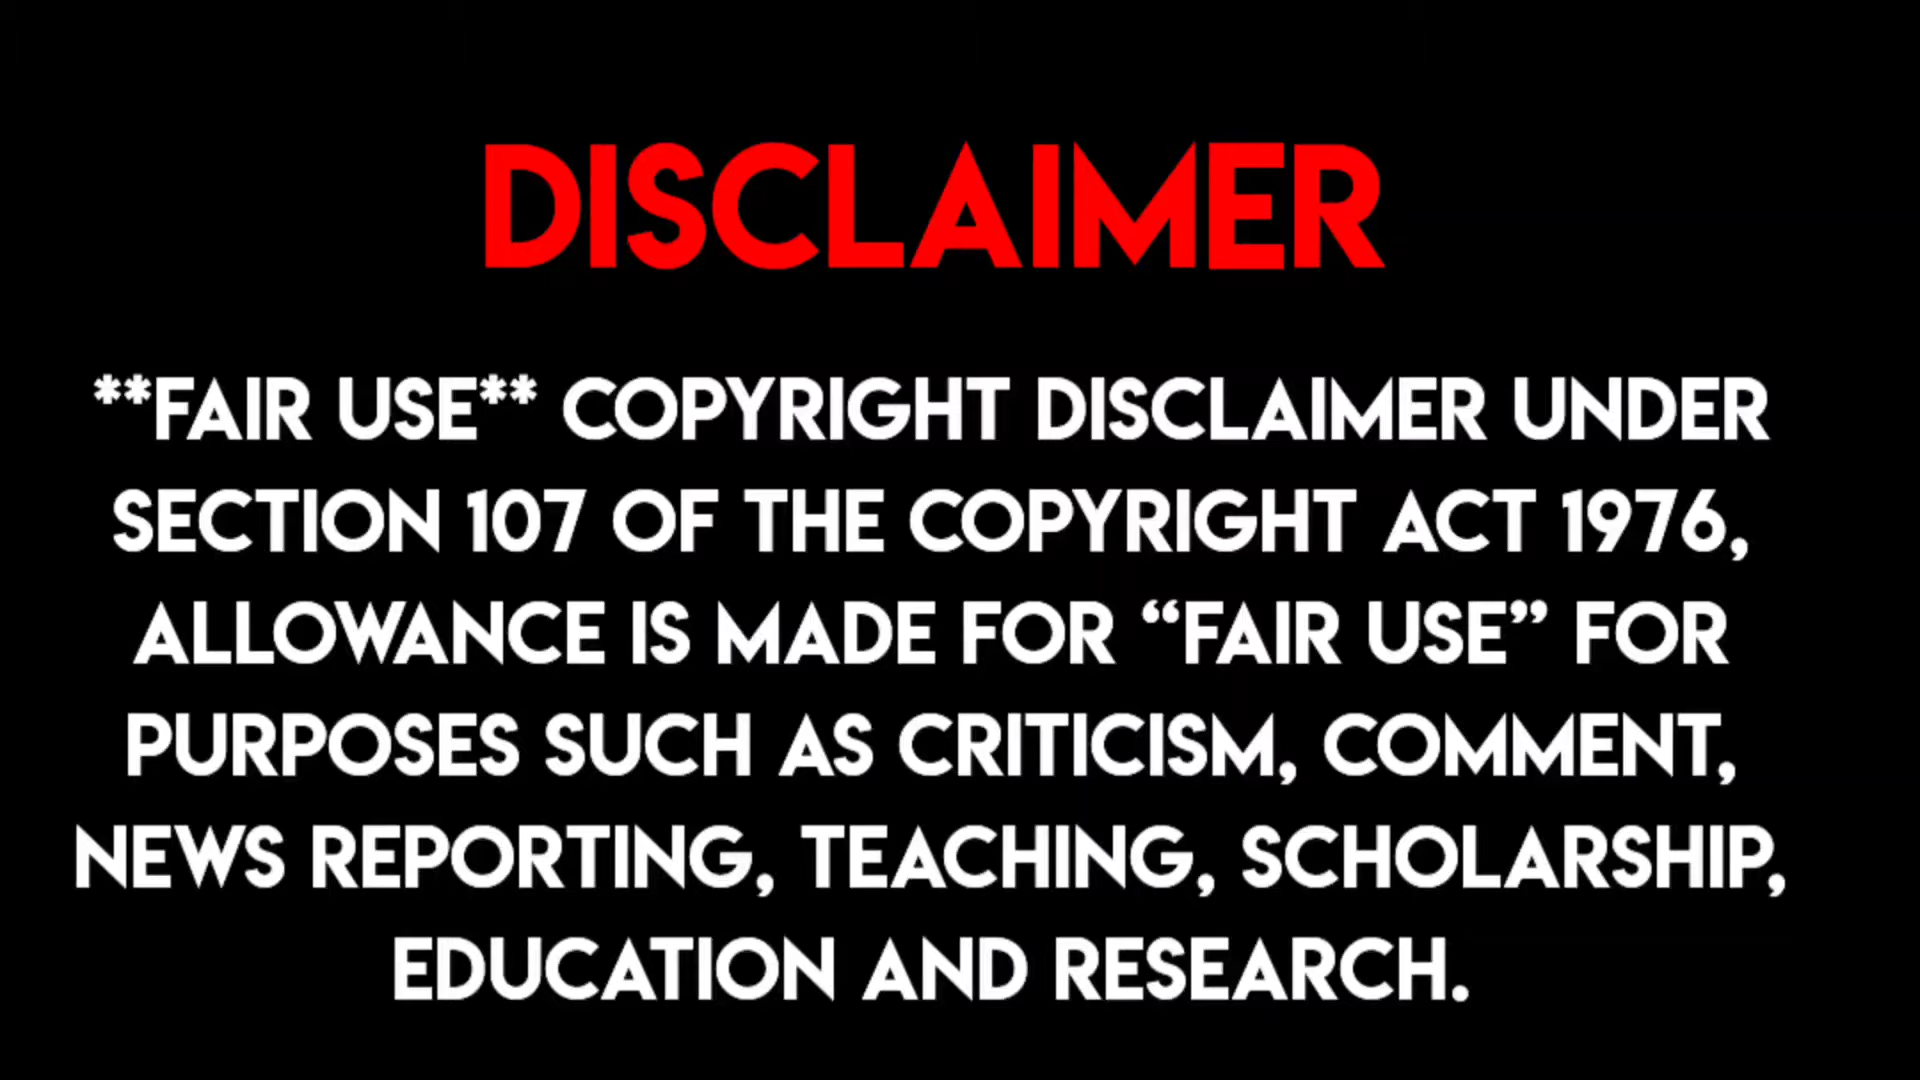 DISCLAIMER
**FAIR USE** COPYRIGHT DISCLAIMER UNDER
SECTION 107 OF THE COPYRIGHT ACT 1976,
ALLOWANCE IS MADE FOR “FAIR USE” FOR
PURPOSES SUCH AS CRITICISM, COMMENT,
NEWS REPORTING, TEACHING, SCHOLARSHIP,
EDUCATION AND RESEARCH.